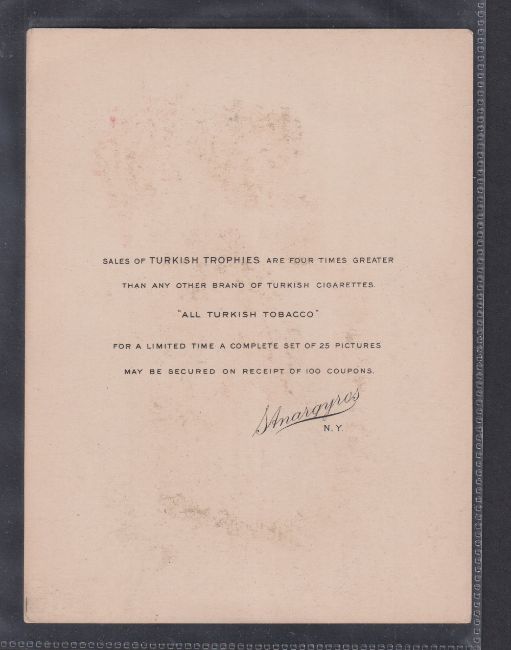 SALES OF TURKISH TROPHIES ARE FOUR TIMES GREATER
THAN ANY OTHER BRAND OF TURKISH CIGARETTES.
"ALL TURKISH TOBACCO"
FOR A LIMITED TIME A COMPLETE SET OF 25 PICTURES
MAY BE SECURED ON RECEIPT OF 100 COUPONS.
S Anargyros
N. Y.